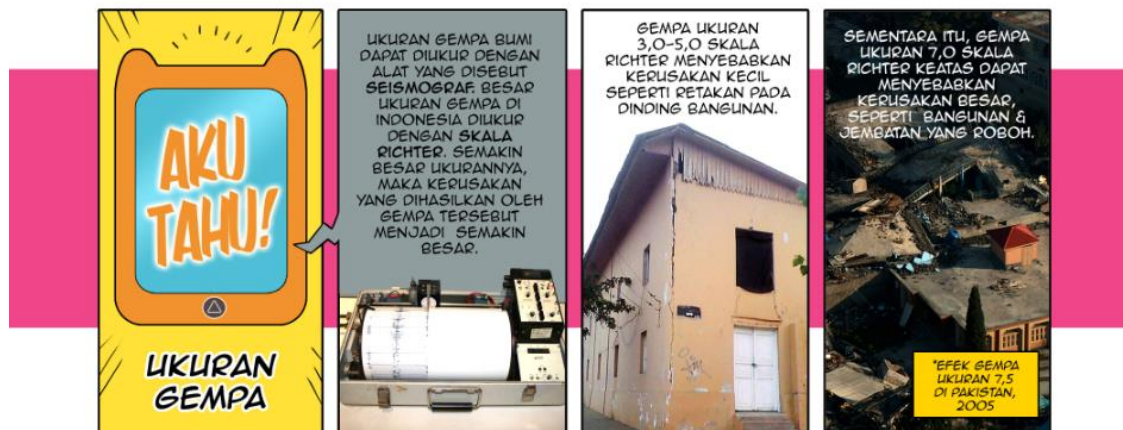 AKU
TAHU!
UKURAN
GEMPA
UKURAN GEMPA BUMI
DAPAT DIUKUR DENGAN
ALAT YANG DISEBUT
SEISMOGRAF. BESAR
UKURAN GEMPA DI
INDONESIA DIUKUR
DENGAN SKALA
RICHTER. SEMAKIN
BESAR UKURANNYA,
MAKA KERUSAKAN
YANG DIHASILKAN OLEH
GEMPA TERSEBUT
MENJADI SEMAKIN
BESAR.
GEMPA UKURAN
3,0-5,0 SKALA
RICHTER MENYEBABKAN
KERUSAKAN KECIL
SEPERTI RETAKAN PADA
DINDING BANGUNAN.
SEMENTARA ITU, GEMPA
UKURAN 7,0 SKALA
RICHTER KEATAS DAPAT
MENYEBABKAN
KERUSAKAN BESAR,
SEPERTI BANGUNAN &
JEMBATAN YANG ROBOH.
*EFEK GEMPA
UKURAN 7,5
DI PAKISTAN,
2005